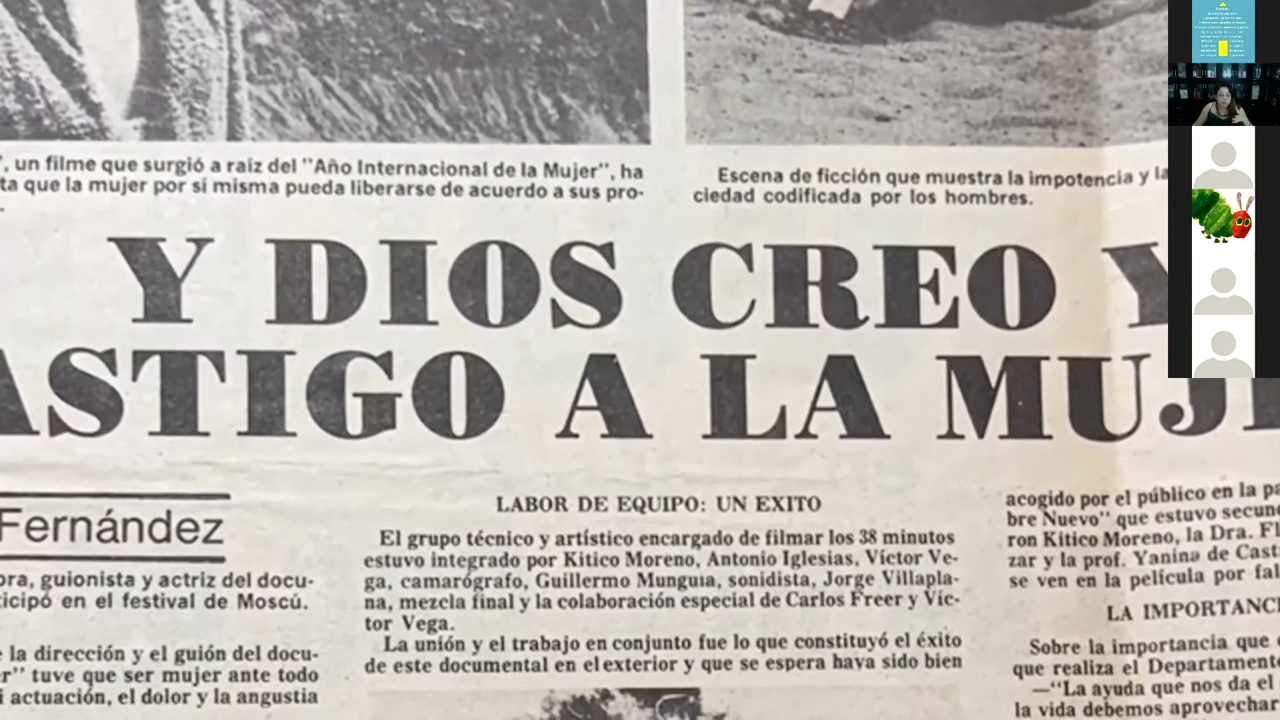 ", un filme que surgió a raíz del "Año Internacional de la Mujer", ha
ta que la mujer por sí misma pueda liberarse de acuerdo a sus pro-
Escena de ficción que muestra la impotencia y la
ciedad codificada por los hombres.
Y DIOS CREO Y
ASTIGO A LA MUJE
Fernández
ora, guionista y actriz del docu-
ticipó en el festival de Moscú.
e la dirección y el guión del docu-
er" tuve que ser mujer ante todo
i actuación, el dolor y la angustia
LABOR DE EQUIPO: UN EXITO
El grupo técnico y artístico encargado de filmar los 38 minutos
estuvo integrado por Kitico Moreno, Antonio Iglesias, Víctor Ve-
ga, camarógrafo, Guillermo Munguia, sonidista, Jorge Villapla-
na, mezcla final y la colaboración especial de Carlos Freer y Víc-
tor Vega.
La unión y el trabajo en conjunto fue lo que constituyó el éxito
de este documental en el exterior y que se espera haya sido bien
acogido por el público en la pa
bre Nuevo" que estuvo secun
ron Kitico Moreno, la Dra. Fl
zar y la prof. Yanina de Cast
se ven en la película por fal
LA IMPORTANC
Sobre la importancia que
que realiza el Departament
—"La ayuda que nos da el
la vida debemos aprovechar